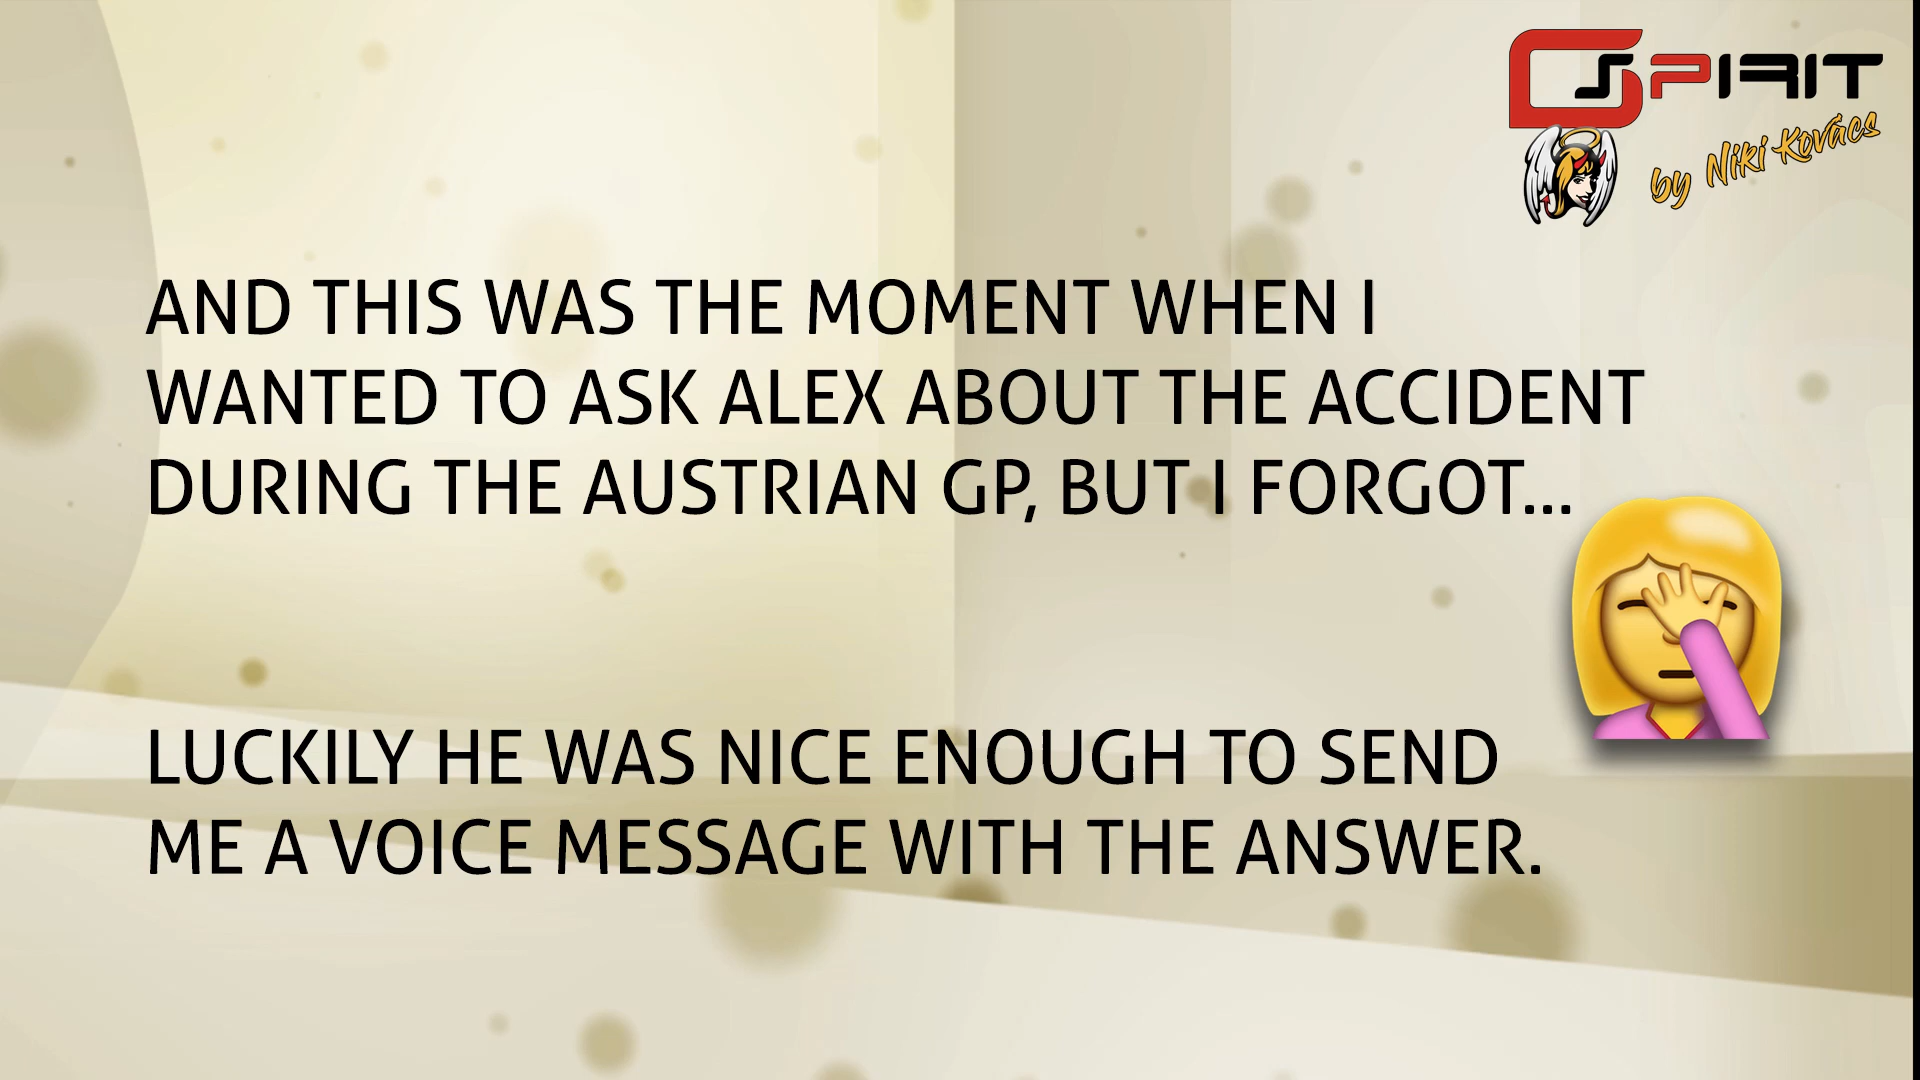 GSPIRIT
by Niki Kovács
AND THIS WAS THE MOMENT WHEN I
WANTED TO ASK ALEX ABOUT THE ACCIDENT
DURING THE AUSTRIAN GP, BUT I FORGOT...
LUCKILY HE WAS NICE ENOUGH TO SEND
ME A VOICE MESSAGE WITH THE ANSWER.